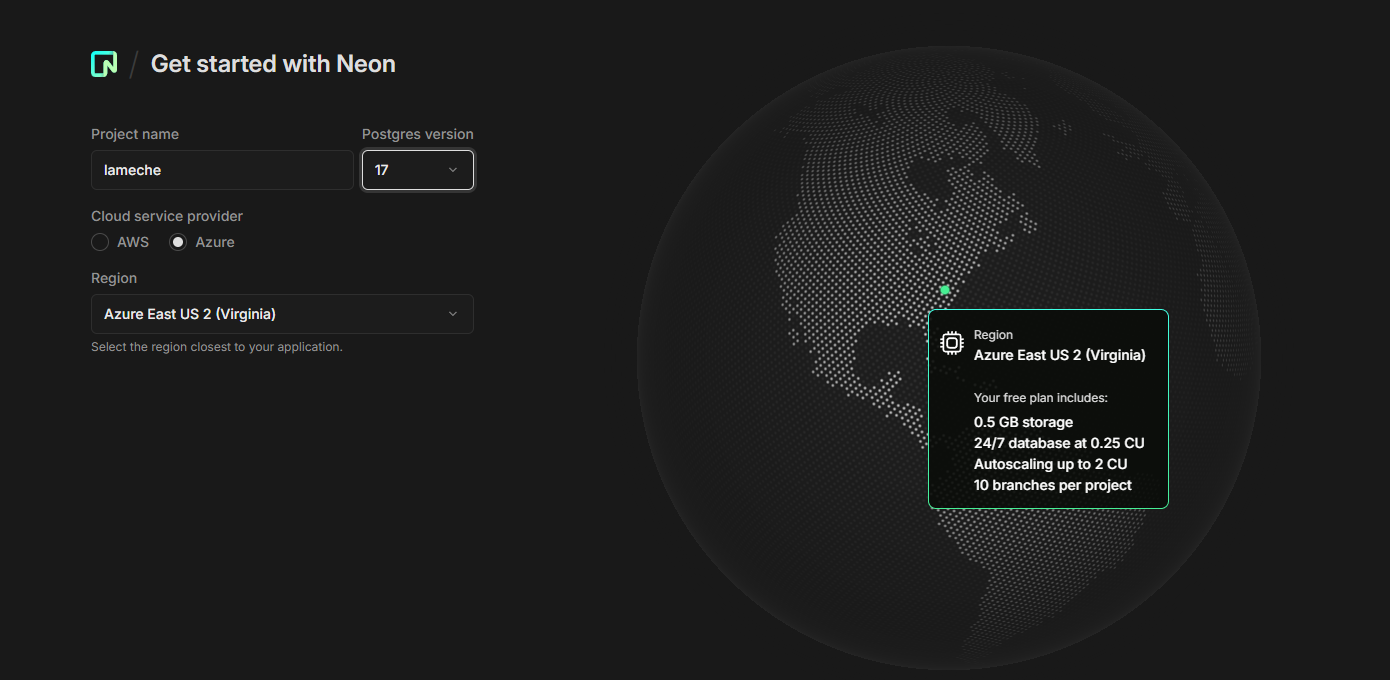 Get started with Neon
Project name
Postgres version
lameche
17
Cloud service provider
AWS
Azure
Region
Azure East US 2 (Virginia)
Select the region closest to your application.
Region
Azure East US 2 (Virginia)
Your free plan includes:
0.5 GB storage
24/7 database at 0.25 CU
Autoscaling up to 2 CU
10 branches per project